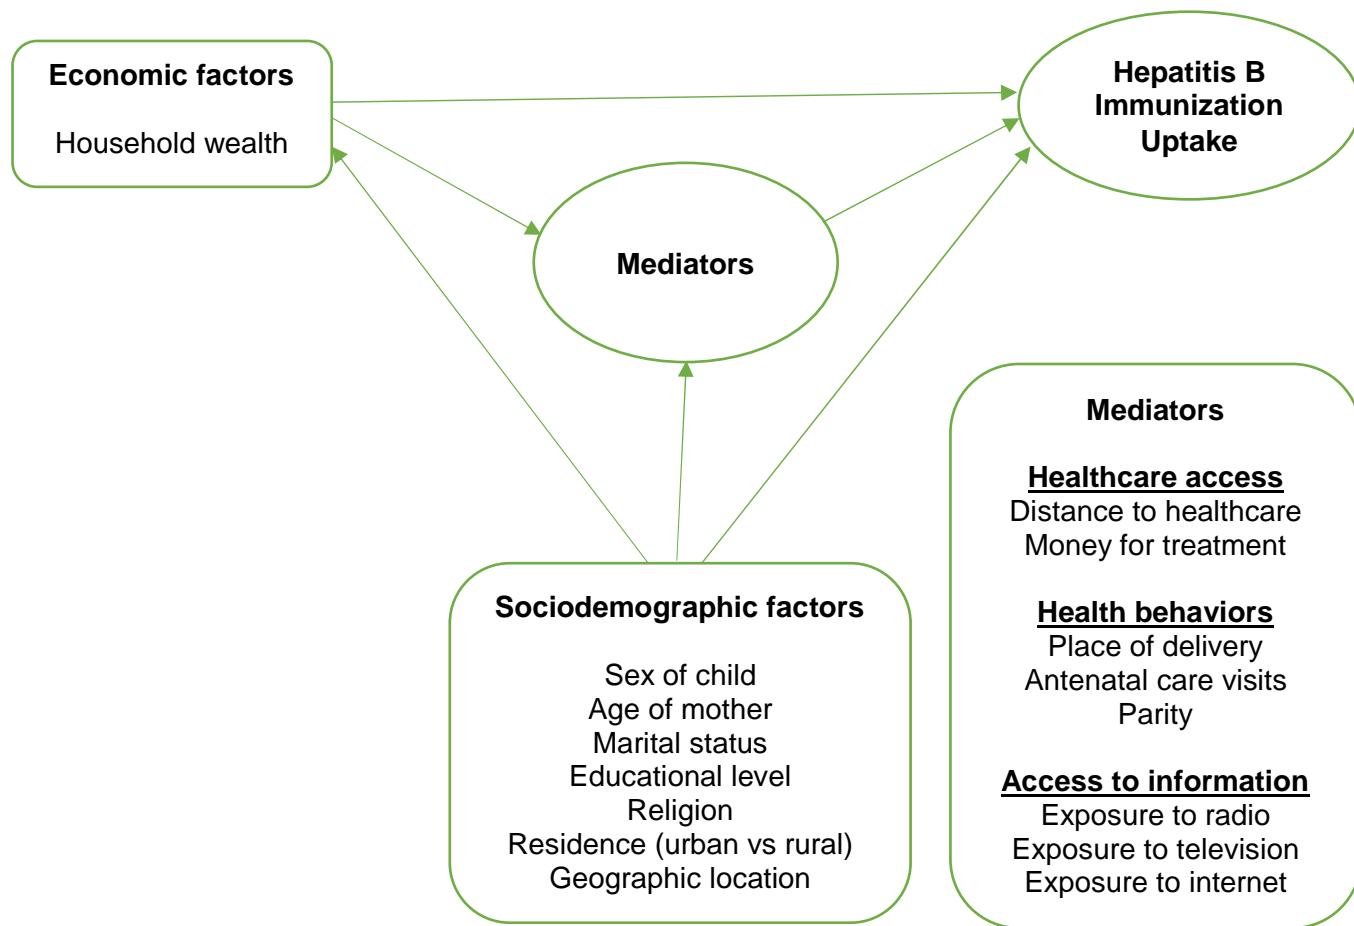 Economic factors
Household wealth
Hepatitis B
Immunization
Uptake
Mediators
Sociodemographic factors
Sex of child
Age of mother
Marital status
Educational level
Religion
Residence (urban vs rural)
Geographic location
Mediators
Healthcare access
Distance to healthcare
Money for treatment
Health behaviors
Place of delivery
Antenatal care visits
Parity
Access to information
Exposure to radio
Exposure to television
Exposure to internet